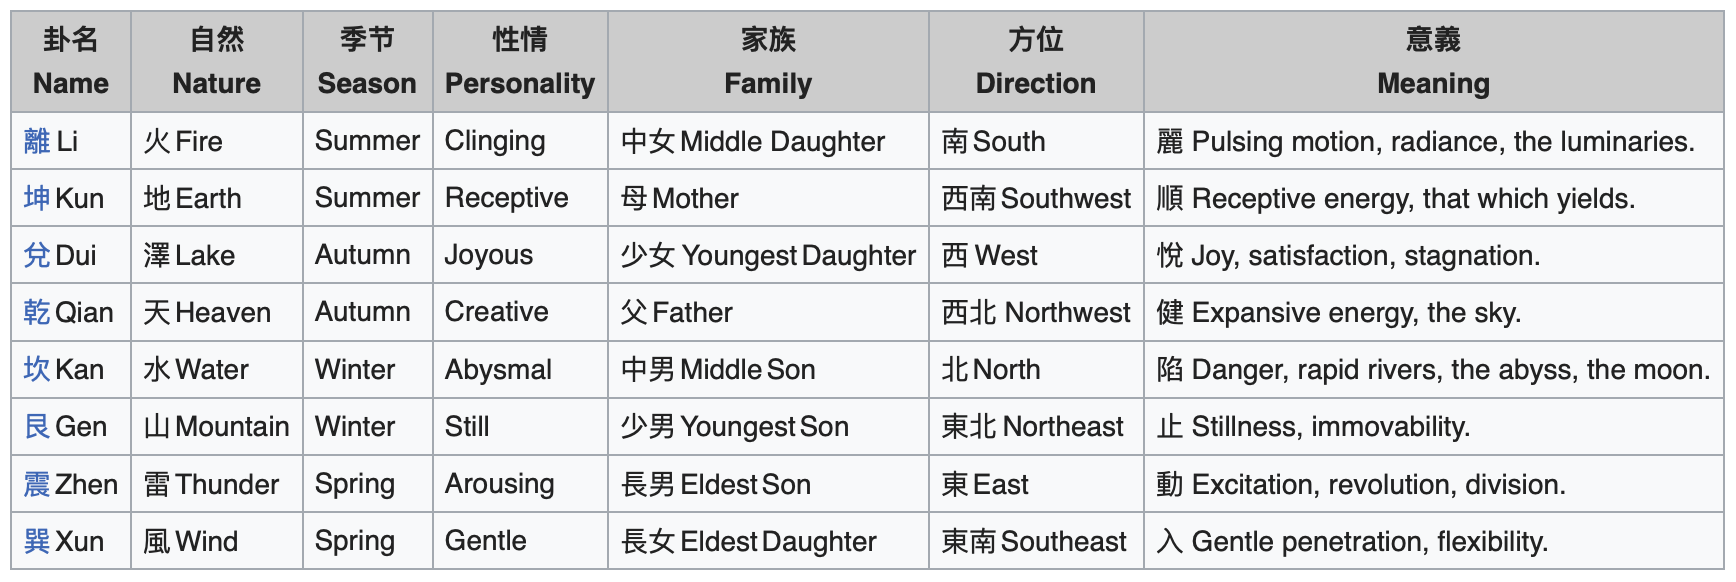 卦名 自然 季节 性情 家族 方位 意義
Name Nature Season Personality Family Direction Meaning
離 Li 火 Fire Summer Clinging 中女 Middle Daughter 南 South 麗 Pulsing motion, radiance, the luminaries.
坤 Kun 地 Earth Summer Receptive 母 Mother 西南 Southwest 順 Receptive energy, that which yields.
兌 Dui 澤 Lake Autumn Joyous 少女 Youngest Daughter 西 West 悅 Joy, satisfaction, stagnation.
乾 Qian 天 Heaven Autumn Creative 父 Father 西北 Northwest 健 Expansive energy, the sky.
坎 Kan 水 Water Winter Abysmal 中男 Middle Son 北 North 陷 Danger, rapid rivers, the abyss, the moon.
艮 Gen 山 Mountain Winter Still 少男 Youngest Son 東北 Northeast 止 Stillness, immovability.
震 Zhen 雷 Thunder Spring Arousing 長男 Eldest Son 東 East 動 Excitation, revolution, division.
巽 Xun 風 Wind Spring Gentle 長女 Eldest Daughter 東南 Southeast 入 Gentle penetration, flexibility.